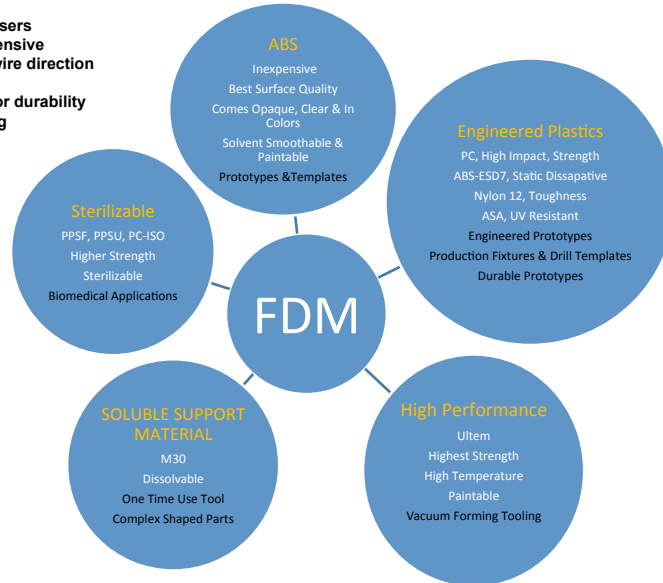 sers
ensive
vire direction
or durability
g
ABS
Inexpensive
Best Surface Quality
Comes Opaque, Clear & In
Colors
Solvent Smoothable &
Paintable
Prototypes &Templates
Engineered Plastics
PC, High Impact, Strength
ABS-ESD7, Static Dissapative
Nylon 12, Toughness
ASA, UV Resistant
Engineered Prototypes
Production Fixtures & Drill Templates
Durable Prototypes
Sterilizable
PPSF, PPSU, PC-ISO
Higher Strength
Sterilizable
Biomedical Applications
FDM
SOLUBLE SUPPORT
MATERIAL
M30
Dissolvable
One Time Use Tool
Complex Shaped Parts
High Performance
Ultem
Highest Strength
High Temperature
Paintable
Vacuum Forming Tooling